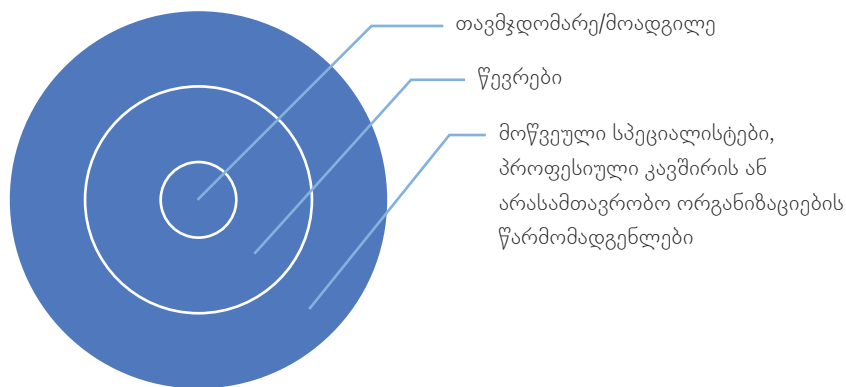 თავმჯდომარე/მოადგილე
წევრები
მოწვეული სპეციალისტები,
პროფესიული კავშირის ან
არასამთავრობო ორგანიზაციების
წარმომადგენლები